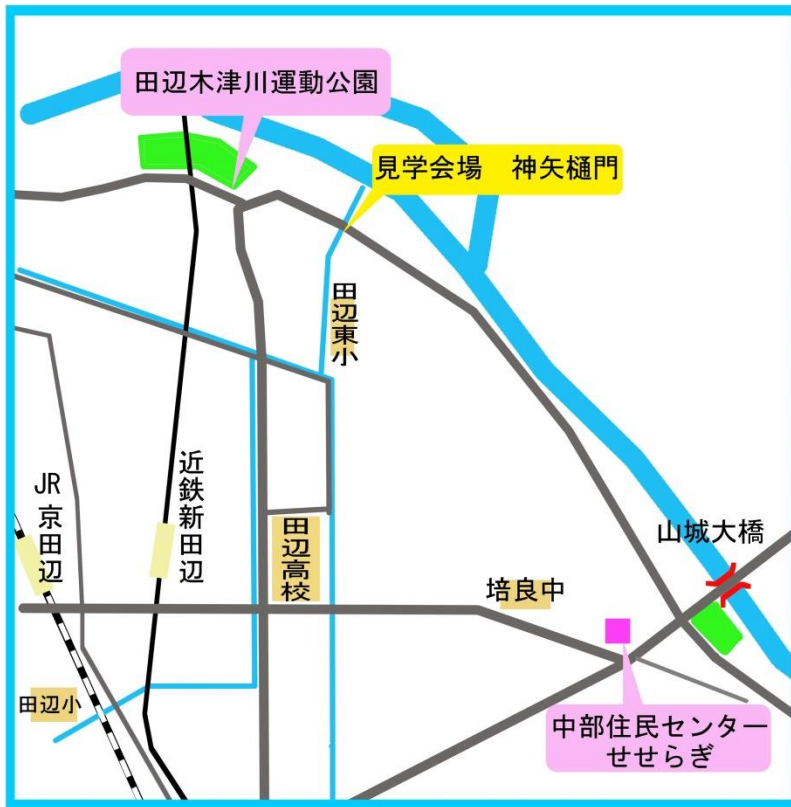 田辺木津川運動公園
見学会場　神矢樋門
田辺東小
JR
京田辺
近鉄新田辺
田辺高校
山城大橋
培良中
田辺小
中部住民センター
せせらぎ